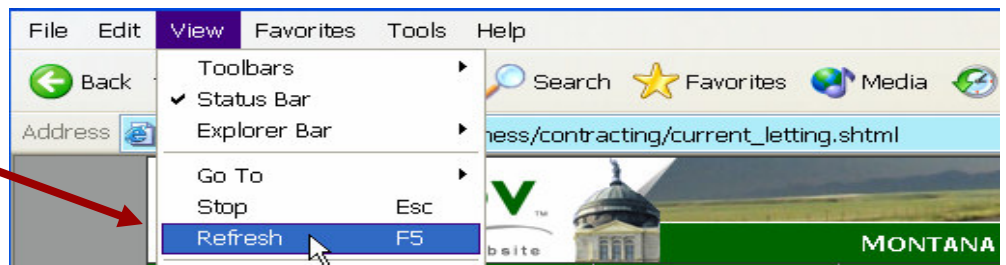 File Edit View Favorites Tools Help
Back Search Favorites Media
Toolbars
Status Bar
Explorer Bar
Address ness/contracting/current_letting.shtml
Go To
Stop Esc
Refresh F5
V ™
bsite
MONTANA